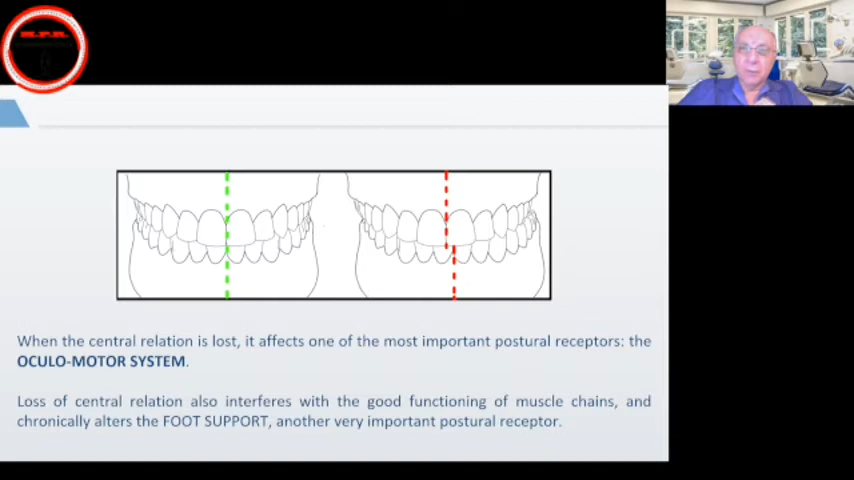 When the central relation is lost, it affects one of the most important postural receptors: the
OCULO-MOTOR SYSTEM.
Loss of central relation also interferes with the good functioning of muscle chains, and
chronically alters the FOOT SUPPORT, another very important postural receptor.